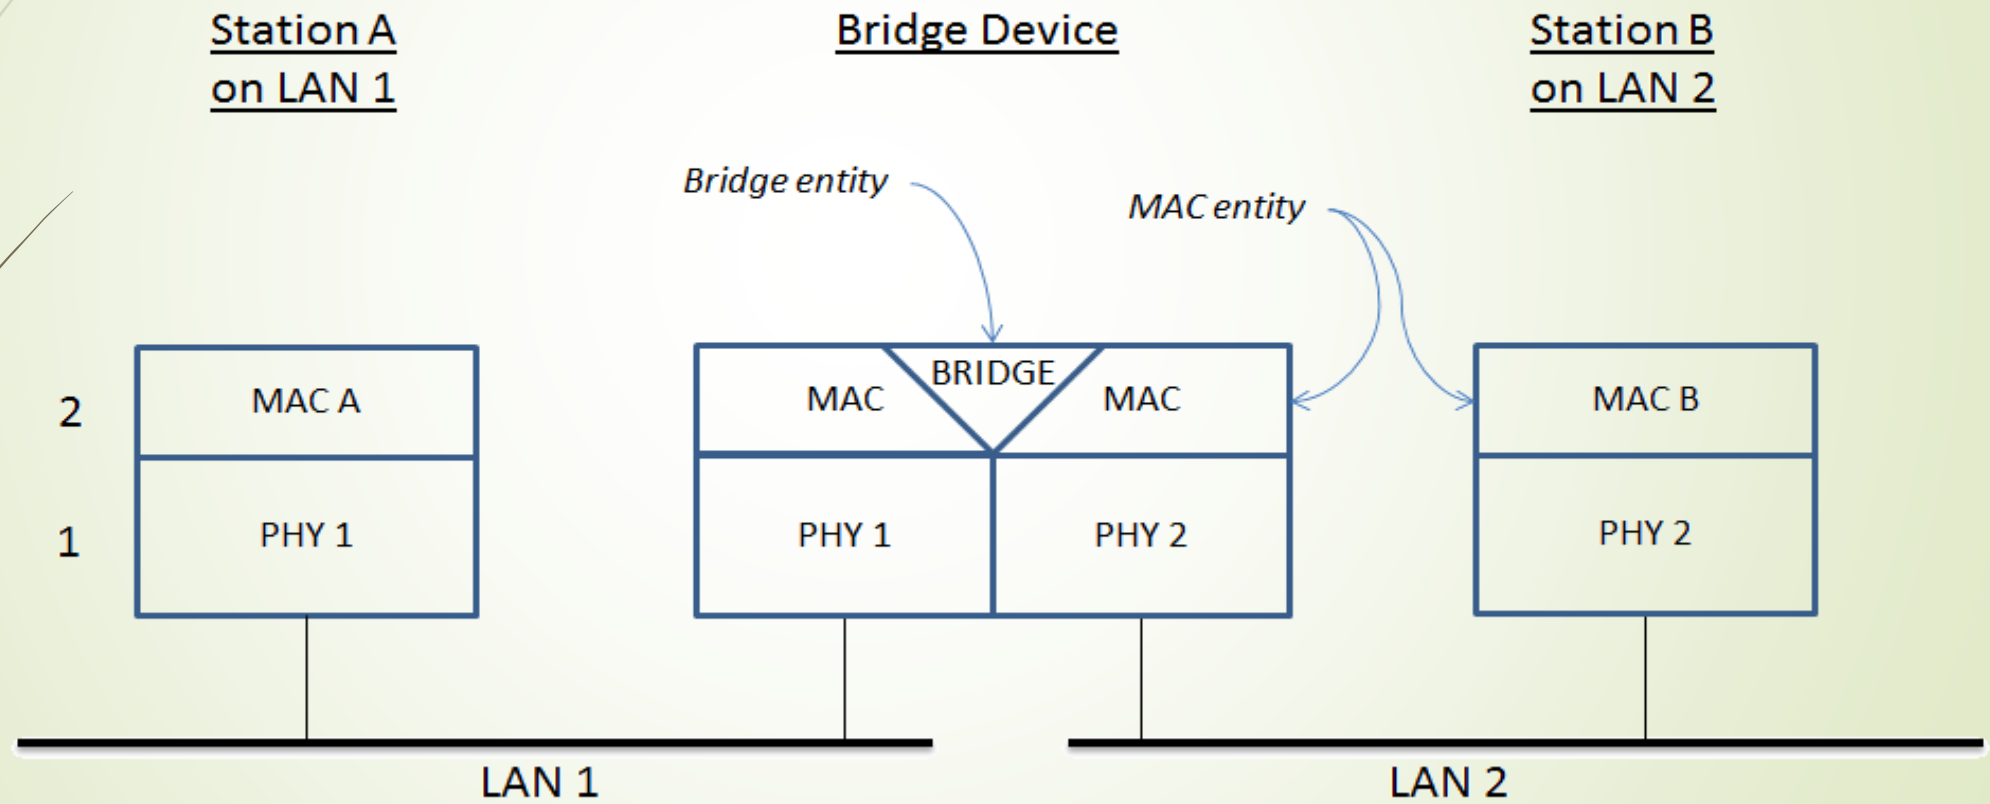 Station A
on LAN 1
Bridge Device
Station B
on LAN 2
Bridge entity
MAC entity
2
MAC A
MAC
BRIDGE
MAC
MAC B
1
PHY 1
PHY 1
PHY 2
PHY 2
LAN 1
LAN 2